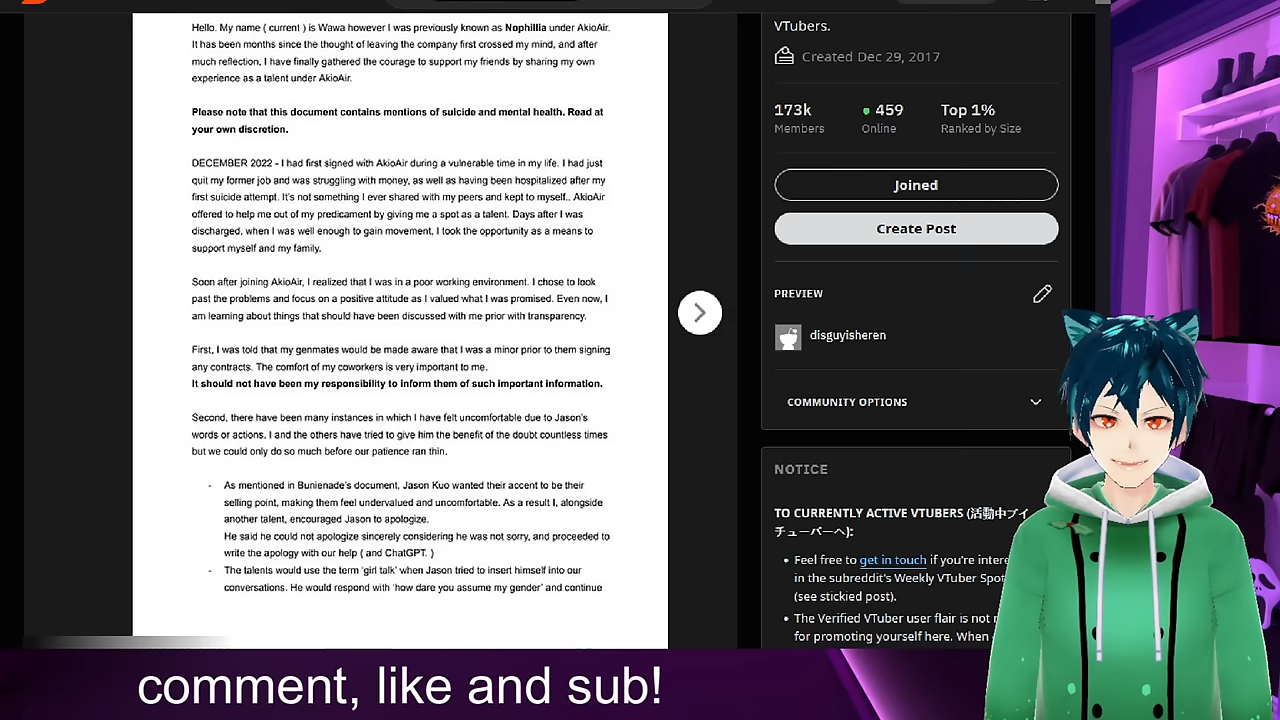 Hello. My name ( current ) is Wawa however I was previously known as Nophillia under AkioAir.
It has been months since the thought of leaving the company first crossed my mind, and after
much reflection, I have finally gathered the courage to support my friends by sharing my own
experience as a talent under AkioAir.
Please note that this document contains mentions of suicide and mental health. Read at
your own discretion.
DECEMBER 2022 - I had first signed with AkioAir during a vulnerable time in my life. I had just
quit my former job and was struggling with money, as well as having been hospitalized after my
first suicide attempt. It's not something I ever shared with my peers and kept to myself.. AkioAir
offered to help me out of my predicament by giving me a spot as a talent. Days after I was
discharged, when I was well enough to gain movement, I took the opportunity as a means to
support myself and my family.
Soon after joining AkioAir, I realized that I was in a poor working environment. I chose to look
past the problems and focus on a positive attitude as I valued what I was promised. Even now, I
am learning about things that should have been discussed with me prior with transparency.
First, I was told that my genmates would be made aware that I was a minor prior to them signing
any contracts. The comfort of my coworkers is very important to me.
It should not have been my responsibility to inform them of such important information.
Second, there have been many instances in which I have felt uncomfortable due to Jason's
words or actions. I and the others have tried to give him the benefit of the doubt countless times
but we could only do so much before our patience ran thin.
- As mentioned in Bunienade's document, Jason Kuo wanted their accent to be their
selling point, making them feel undervalued and uncomfortable. As a result I, alongside
another talent, encouraged Jason to apologize.
He said he could not apologize sincerely considering he was not sorry, and proceeded to
write the apology with our help ( and ChatGPT. )
- The talents would use the term 'girl talk' when Jason tried to insert himself into our
conversations. He would respond with 'how dare you assume my gender' and continue
VTubers.
Created Dec 29, 2017
173k 459 Top 1%
Members Online Ranked by Size
Joined
Create Post
PREVIEW
disguyisheren
COMMUNITY OPTIONS
NOTICE
TO CURRENTLY ACTIVE VTUBERS (活動中ブイ
チューバーへ):
• Feel free to get in touch if you're inter
in the subreddit's Weekly VTuber Spot
(see stickied post).
• The Verified VTuber user flair is not
for promoting yourself here. When
comment, like and sub!